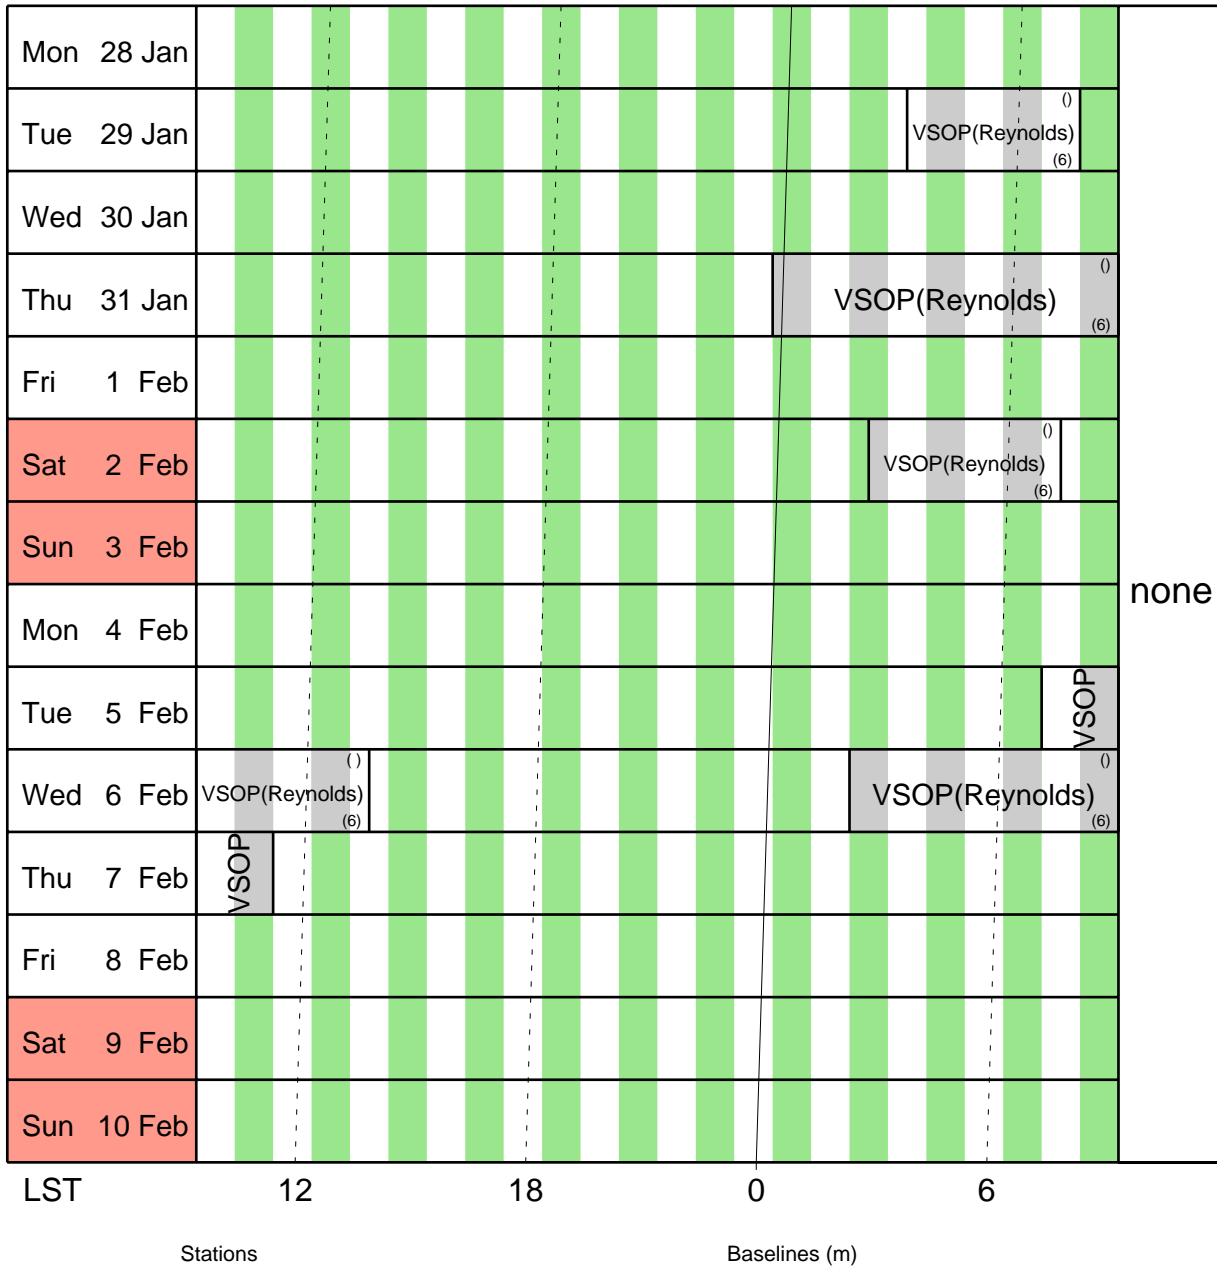 Mon 28 Jan
Tue 29 Jan
()
VSOP(Reynolds)
(6)
Wed 30 Jan
Thu 31 Jan
()
VSOP(Reynolds)
(6)
Fri 1 Feb
Sat 2 Feb
()
VSOP(Reynolds)
(6)
Sun 3 Feb
none
Mon 4 Feb
Tue 5 Feb
VSOP
Wed 6 Feb
( )
VSOP(Reynolds)
(6)
()
VSOP(Reynolds)
(6)
Thu 7 Feb
VSOP
Fri 8 Feb
Sat 9 Feb
Sun 10 Feb
LST 12 18 0 6
Stations Baselines (m)